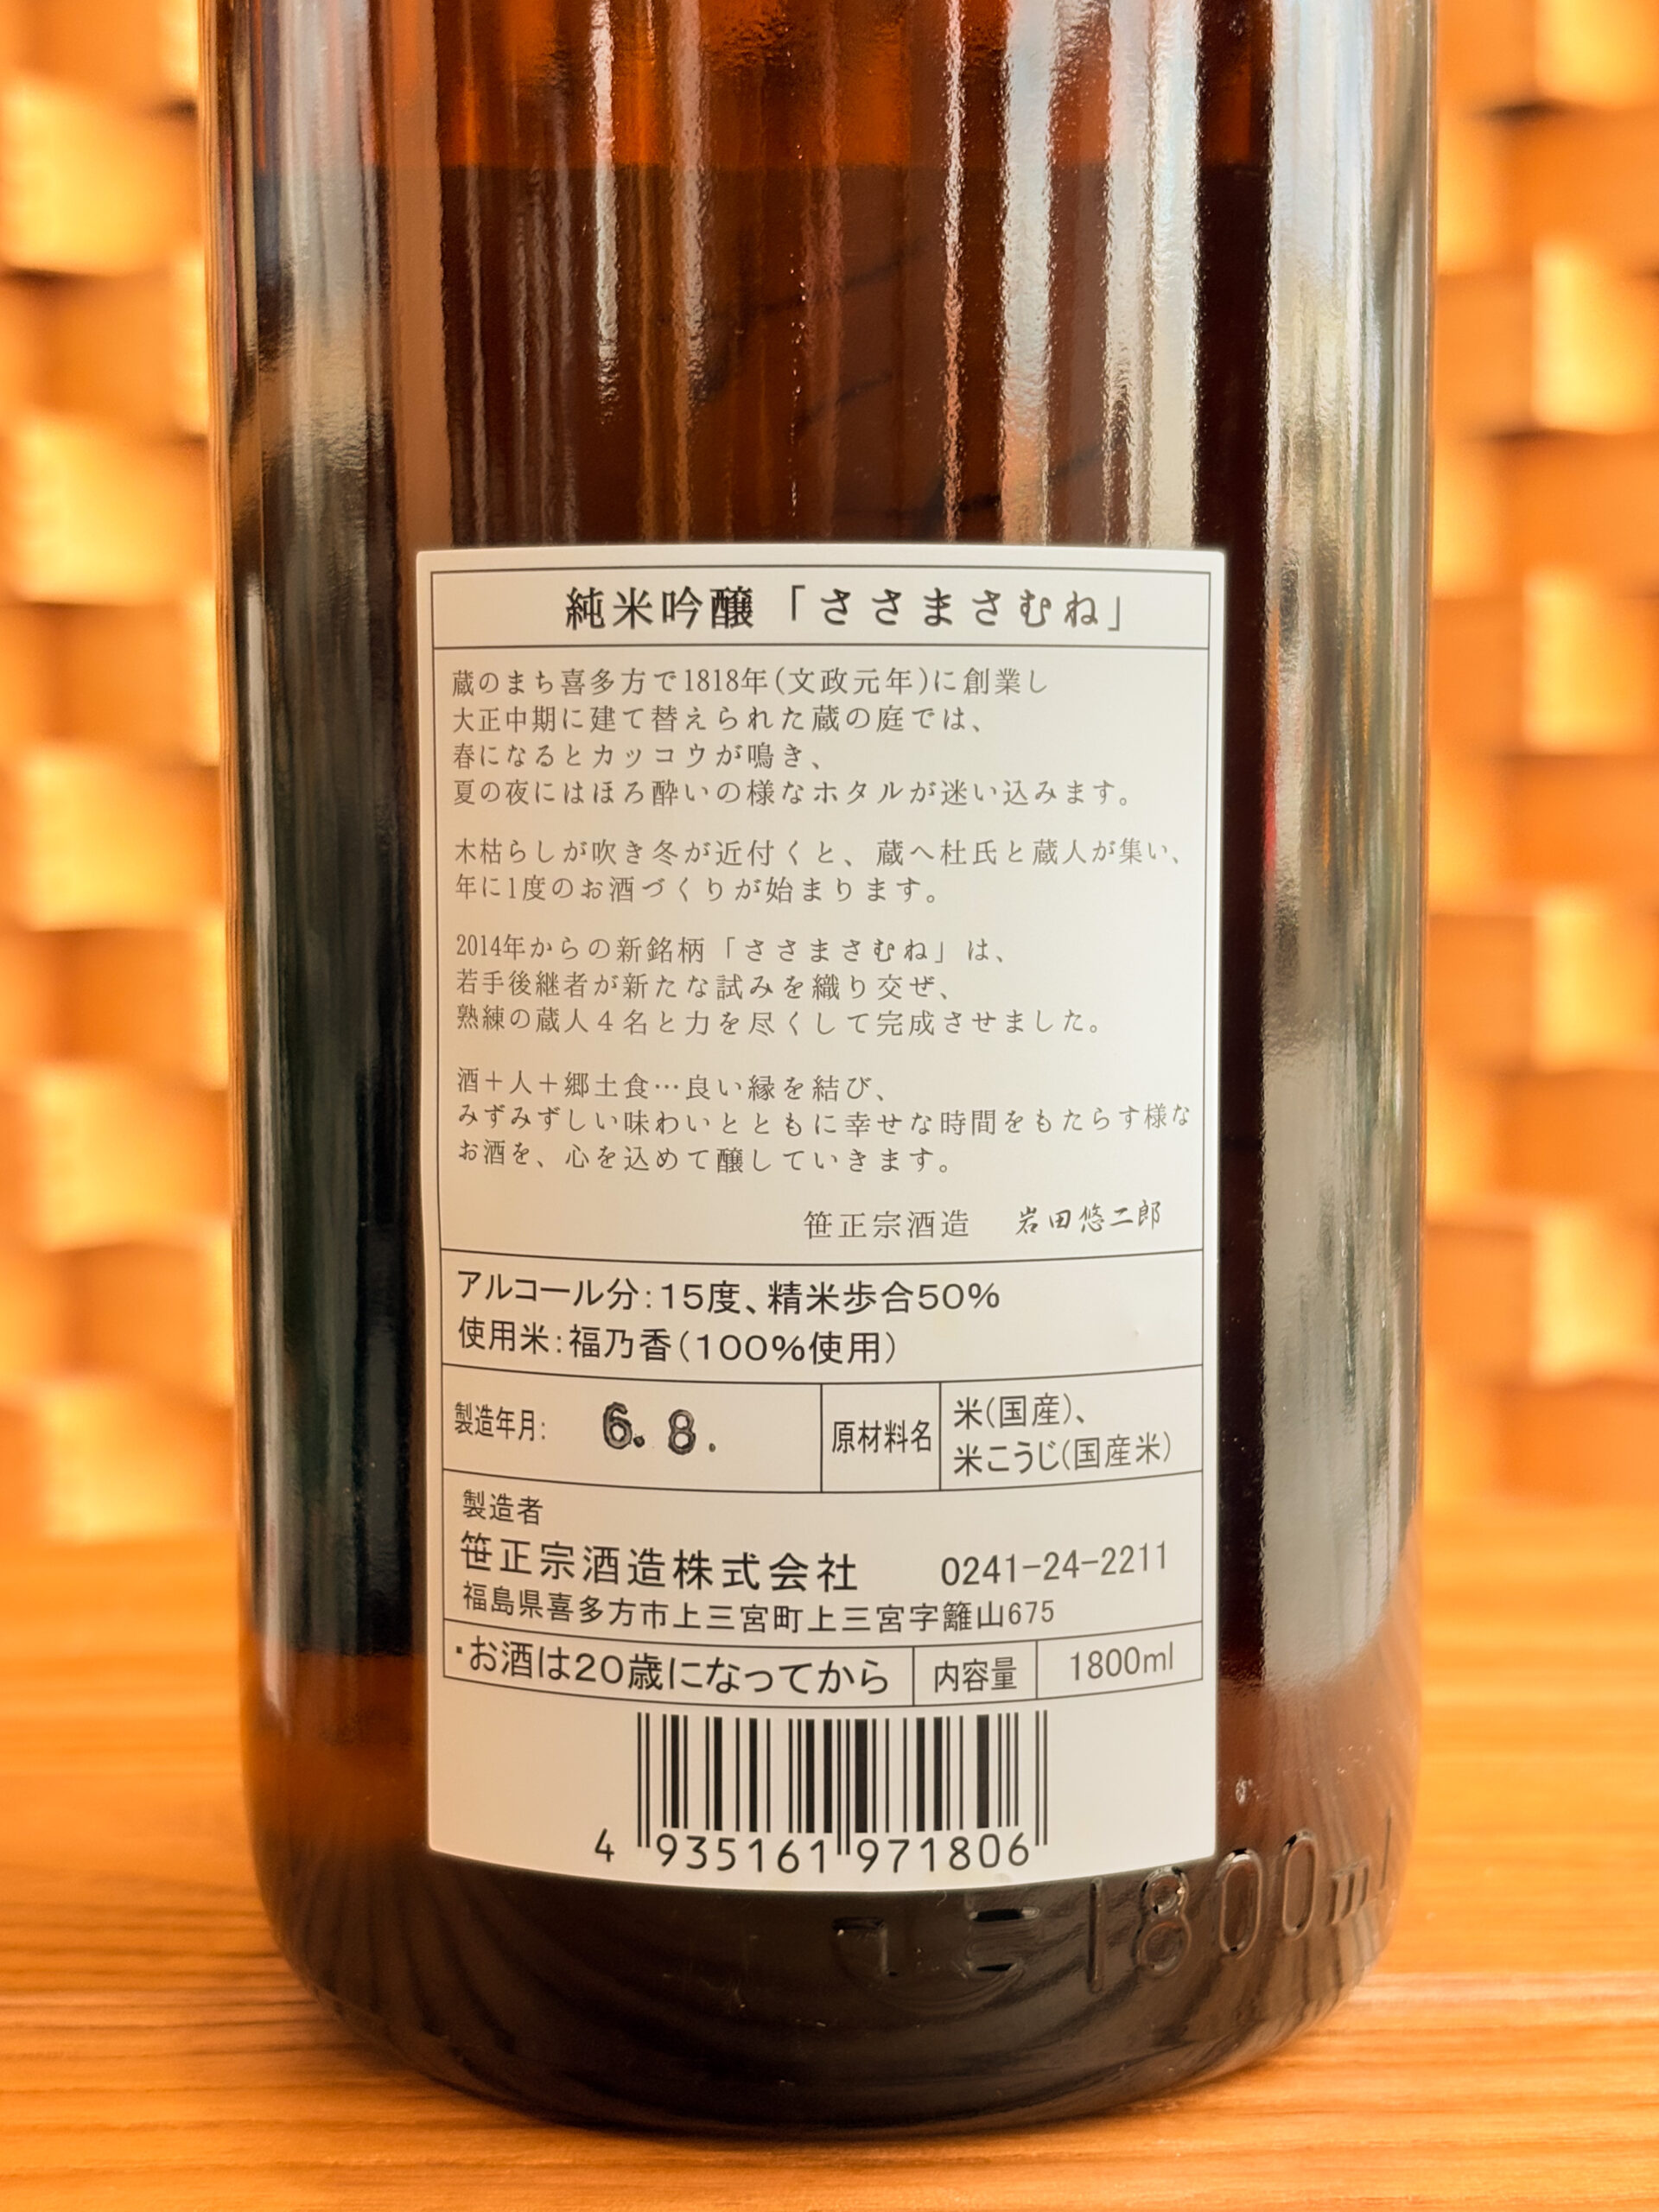 純米吟醸「ささまさむね」
蔵のまち喜多方で1818年(文政元年)に創業し
大正中期に建て替えられた蔵の庭では、
春になるとカッコウが鳴き、
夏の夜にはほろ酔いの様なホタルが迷い込みます。
木枯らしが吹き冬が近付くと、蔵へ杜氏と蔵人が集い、
年に1度のお酒づくりが始まります。
2014年からの新銘柄「ささまさむね」は、
若手後継者が新たな試みを織り交ぜ、
熟練の蔵人4名と力を尽くして完成させました。
酒+人+郷土食…良い縁を結び、
みずみずしい味わいとともに幸せな時間をもたらす様な
お酒を、心を込めて醸していきます。
笹正宗酒造 岩田悠二郎
アルコール分:15度、精米歩合50%
使用米:福乃香(100%使用)
製造年月: 6. 8.
原材料名 米(国産)、
米こうじ(国産米)
製造者
笹正宗酒造株式会社 0241-24-2211
福島県喜多方市上三宮町上三宮字籬山675
・お酒は20歳になってから 内容量 1800ml
4 935161 971806
1800ml